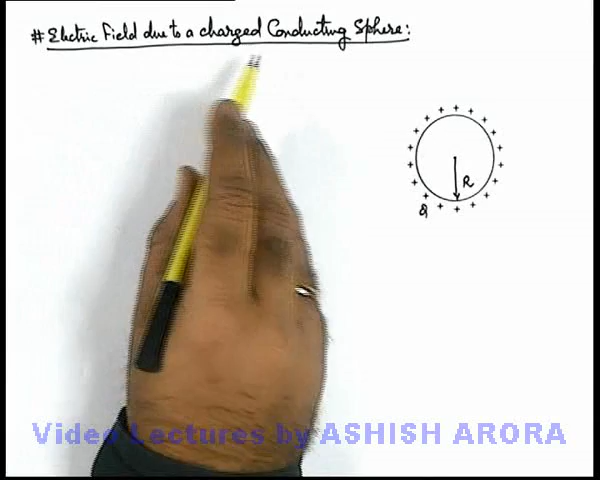 # Electric Field due to a charged Conducting Sphere:
R
Q
Video Lectures by ASHISH ARORA